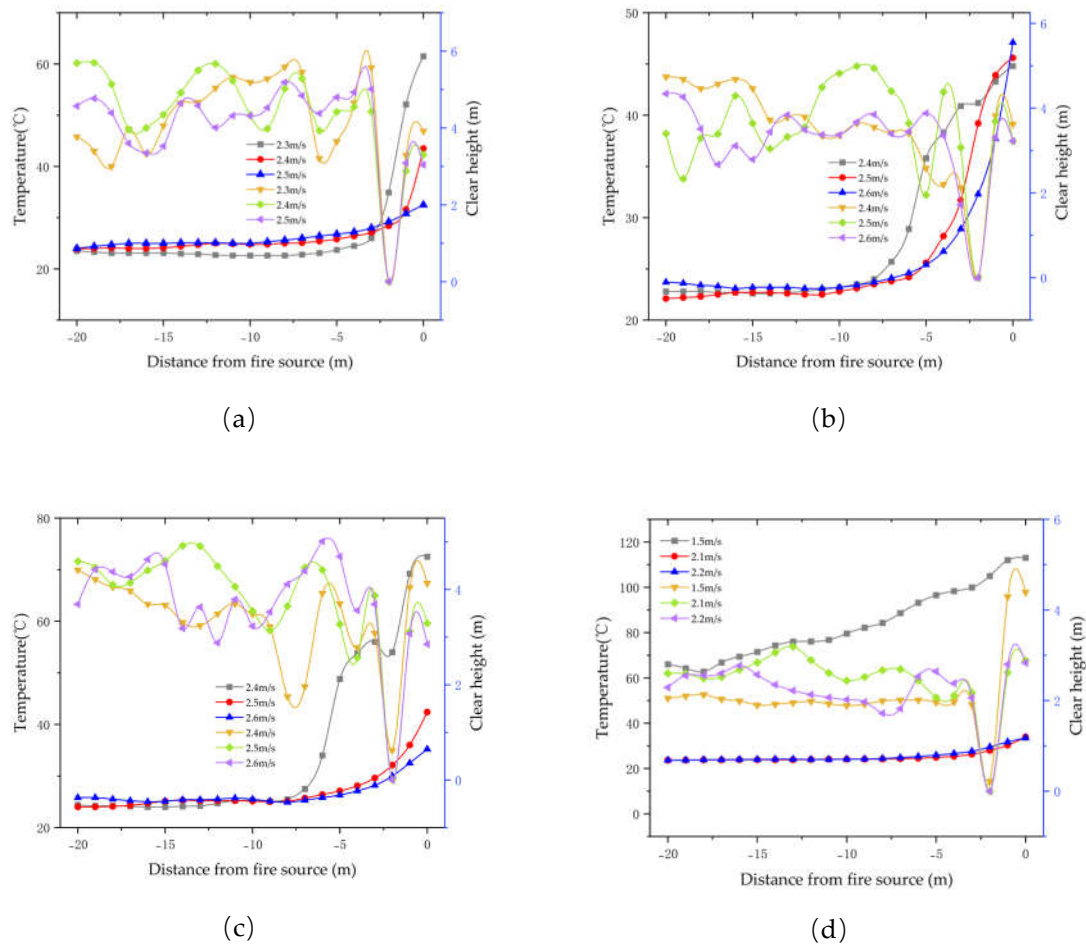 60
40
20
6
5
4
3
2
1
0
Temperature(℃)
Clear height (m)
2.3m/s
2.4m/s
2.5m/s
2.3m/s
2.4m/s
2.5m/s
-20
-15
-10
-5
0
Distance from fire source (m)
(a)
50
40
30
20
6
4
2
0
Temperature(℃)
Clear height (m)
2.4m/s
2.5m/s
2.6m/s
2.4m/s
2.5m/s
2.6m/s
-20
-15
-10
-5
0
Distance from fire source (m)
(b)
80
60
40
20
4
2
0
Temperature(℃)
Clear height (m)
2.4m/s
2.5m/s
2.6m/s
2.4m/s
2.5m/s
2.6m/s
-20
-15
-10
-5
0
Distance from fire source (m)
(c)
120
100
80
60
40
20
0
6
4
2
0
Temperature(℃)
Clear height (m)
1.5m/s
2.1m/s
2.2m/s
1.5m/s
2.1m/s
2.2m/s
-20
-15
-10
-5
0
Distance from fire source (m)
(d)